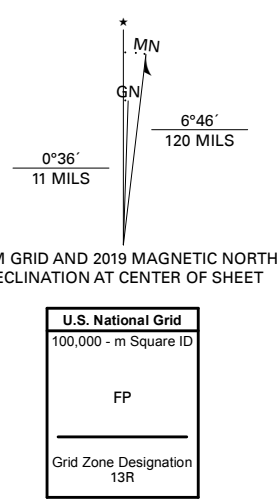 ★
MN
GN
6°46´
120 MILS
0°36´
11 MILS
M GRID AND 2019 MAGNETIC NORTH
ECLINATION AT CENTER OF SHEET
U.S. National Grid
100,000 - m Square ID
FP
Grid Zone Designation
13R